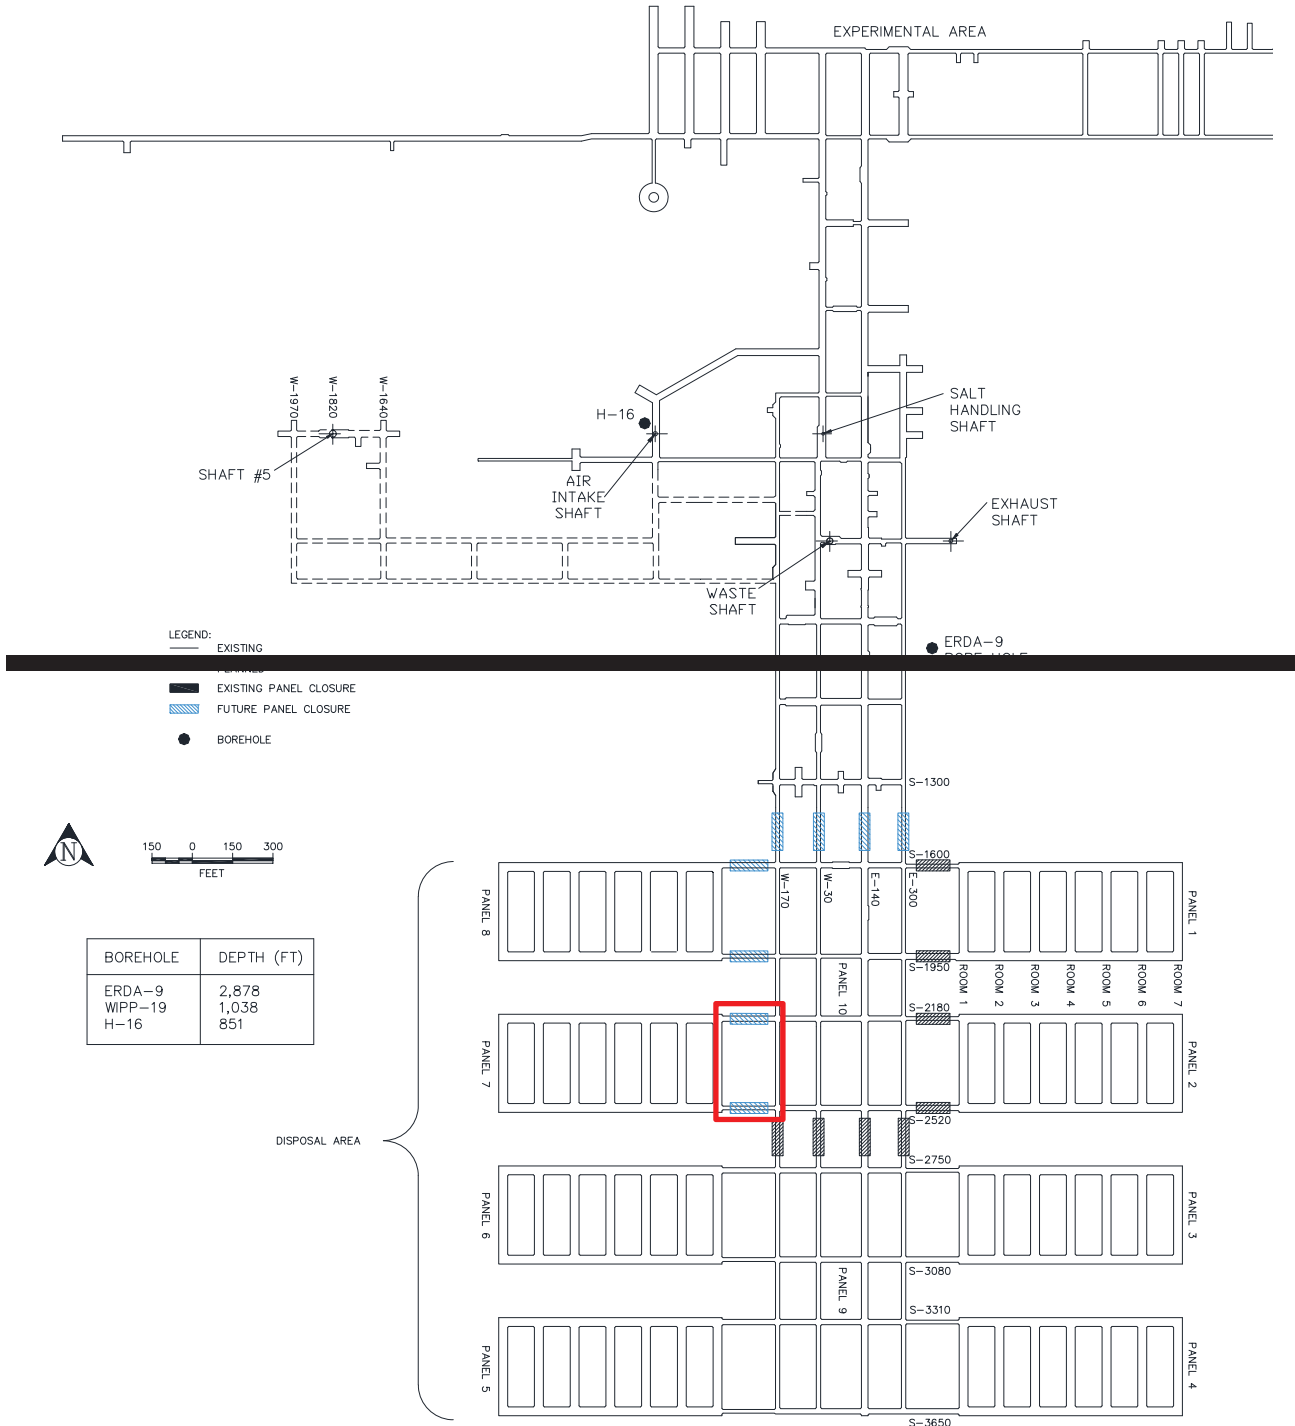 EXPERIMENTAL AREA
W-1970
W-1820
W-1640
H-16
SALT
HANDLING
SHAFT
SHAFT #5
AIR
INTAKE
SHAFT
EXHAUST
SHAFT
WASTE
SHAFT
LEGEND:
EXISTING
ERDA-9
EXISTING PANEL CLOSURE
FUTURE PANEL CLOSURE
BOREHOLE
S-1300
N
150 0 150 300
FEET
S-1600
W-170
W-30
E-140
E-300
PANEL 8
PANEL 1
BOREHOLE DEPTH (FT)
ERDA-9 2,878
WIPP-19 1,038
H-16 851
S-1950
PANEL 10
ROOM 1
ROOM 2
ROOM 3
ROOM 4
ROOM 5
ROOM 6
ROOM 7
S-2180
PANEL 7
PANEL 2
S-2520
DISPOSAL AREA
S-2750
PANEL 6
PANEL 3
S-3080
PANEL 9
S-3310
PANEL 5
PANEL 4
S-3650